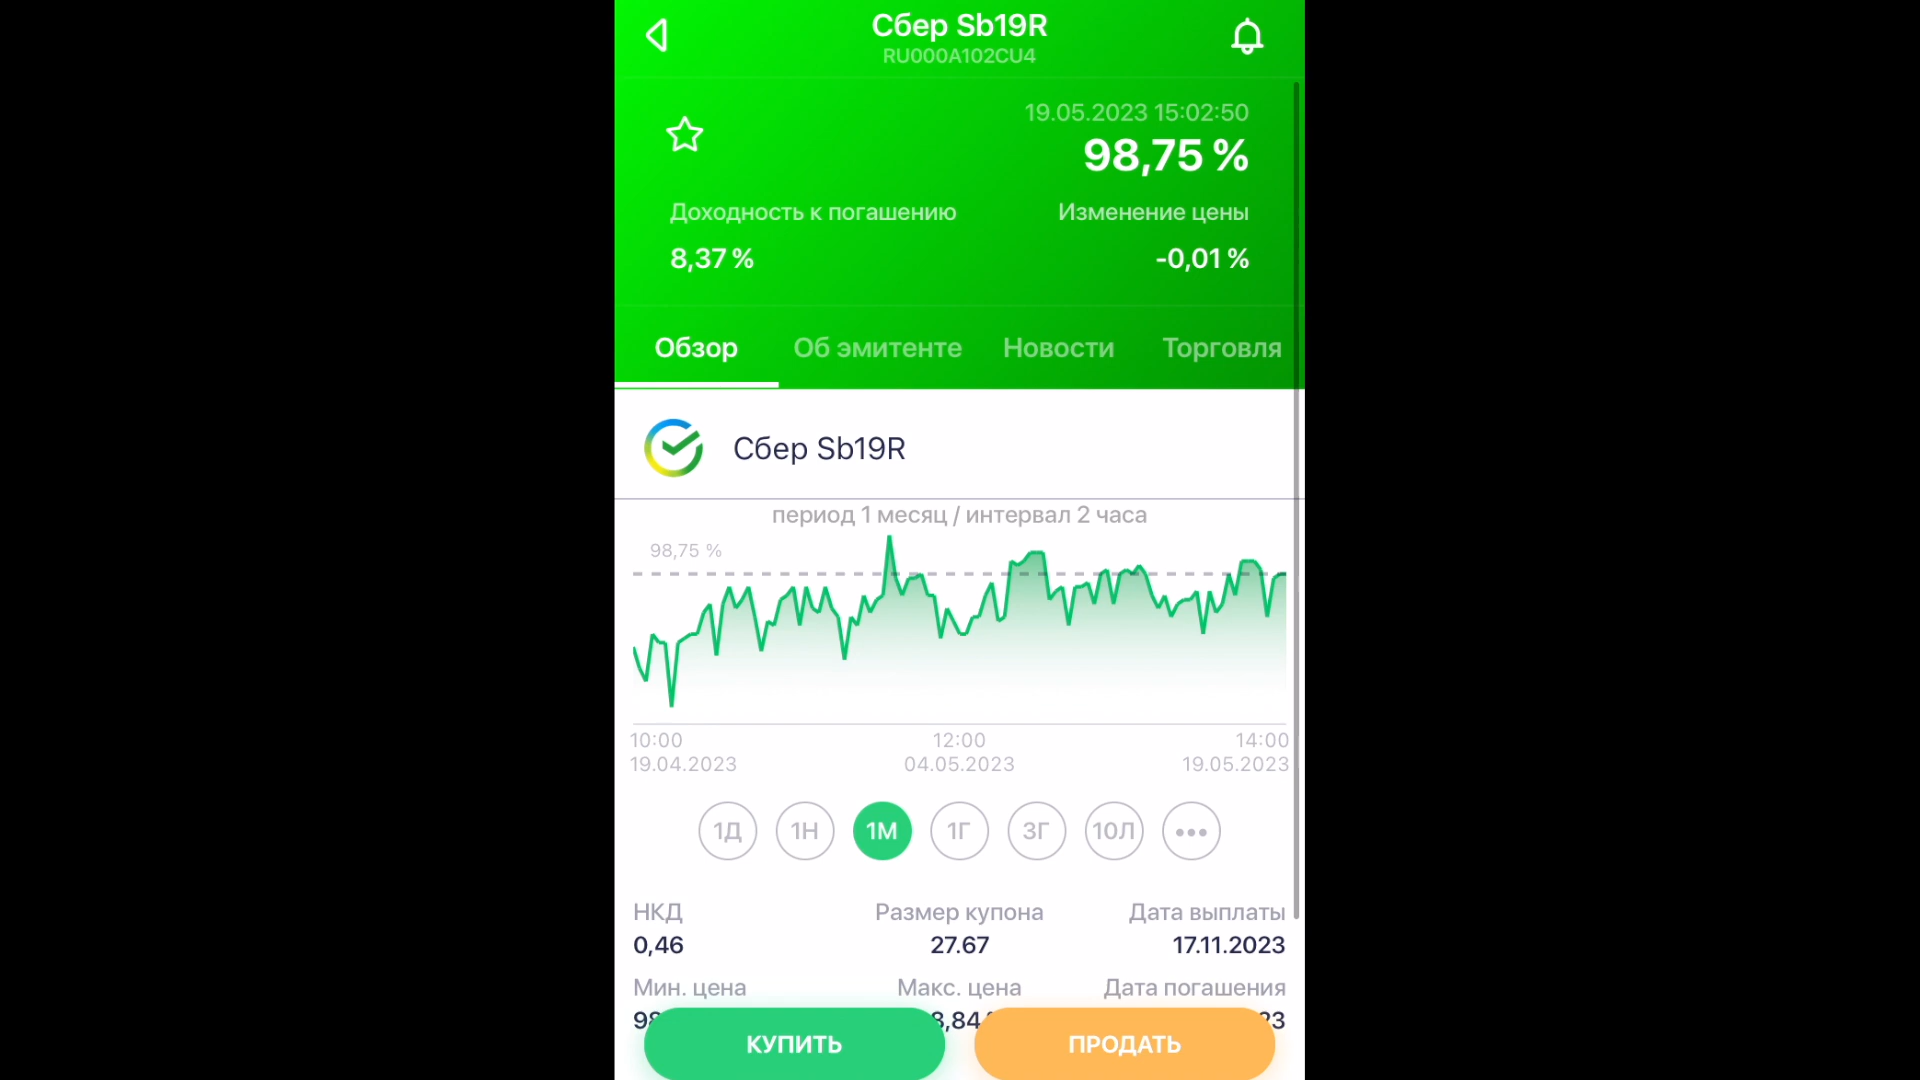 Сбер Sb19R
RU000A102CU4
19.05.2023 15:02:50
98,75 %
Доходность к погашению
Изменение цены
8,37 %
-0,01 %
Обзор
Об эмитенте
Новости
Торговля
Сбер Sb19R
период 1 месяц / интервал 2 часа
98,75 %
10:00
19.04.2023
12:00
04.05.2023
14:00
19.05.2023
1Д
1Н
1М
1Г
3Г
10Л
НКД
Размер купона
Дата выплаты
0,46
27.67
17.11.2023
Мин. цена
Макс. цена
Дата погашения
КУПИТЬ
ПРОДАТЬ